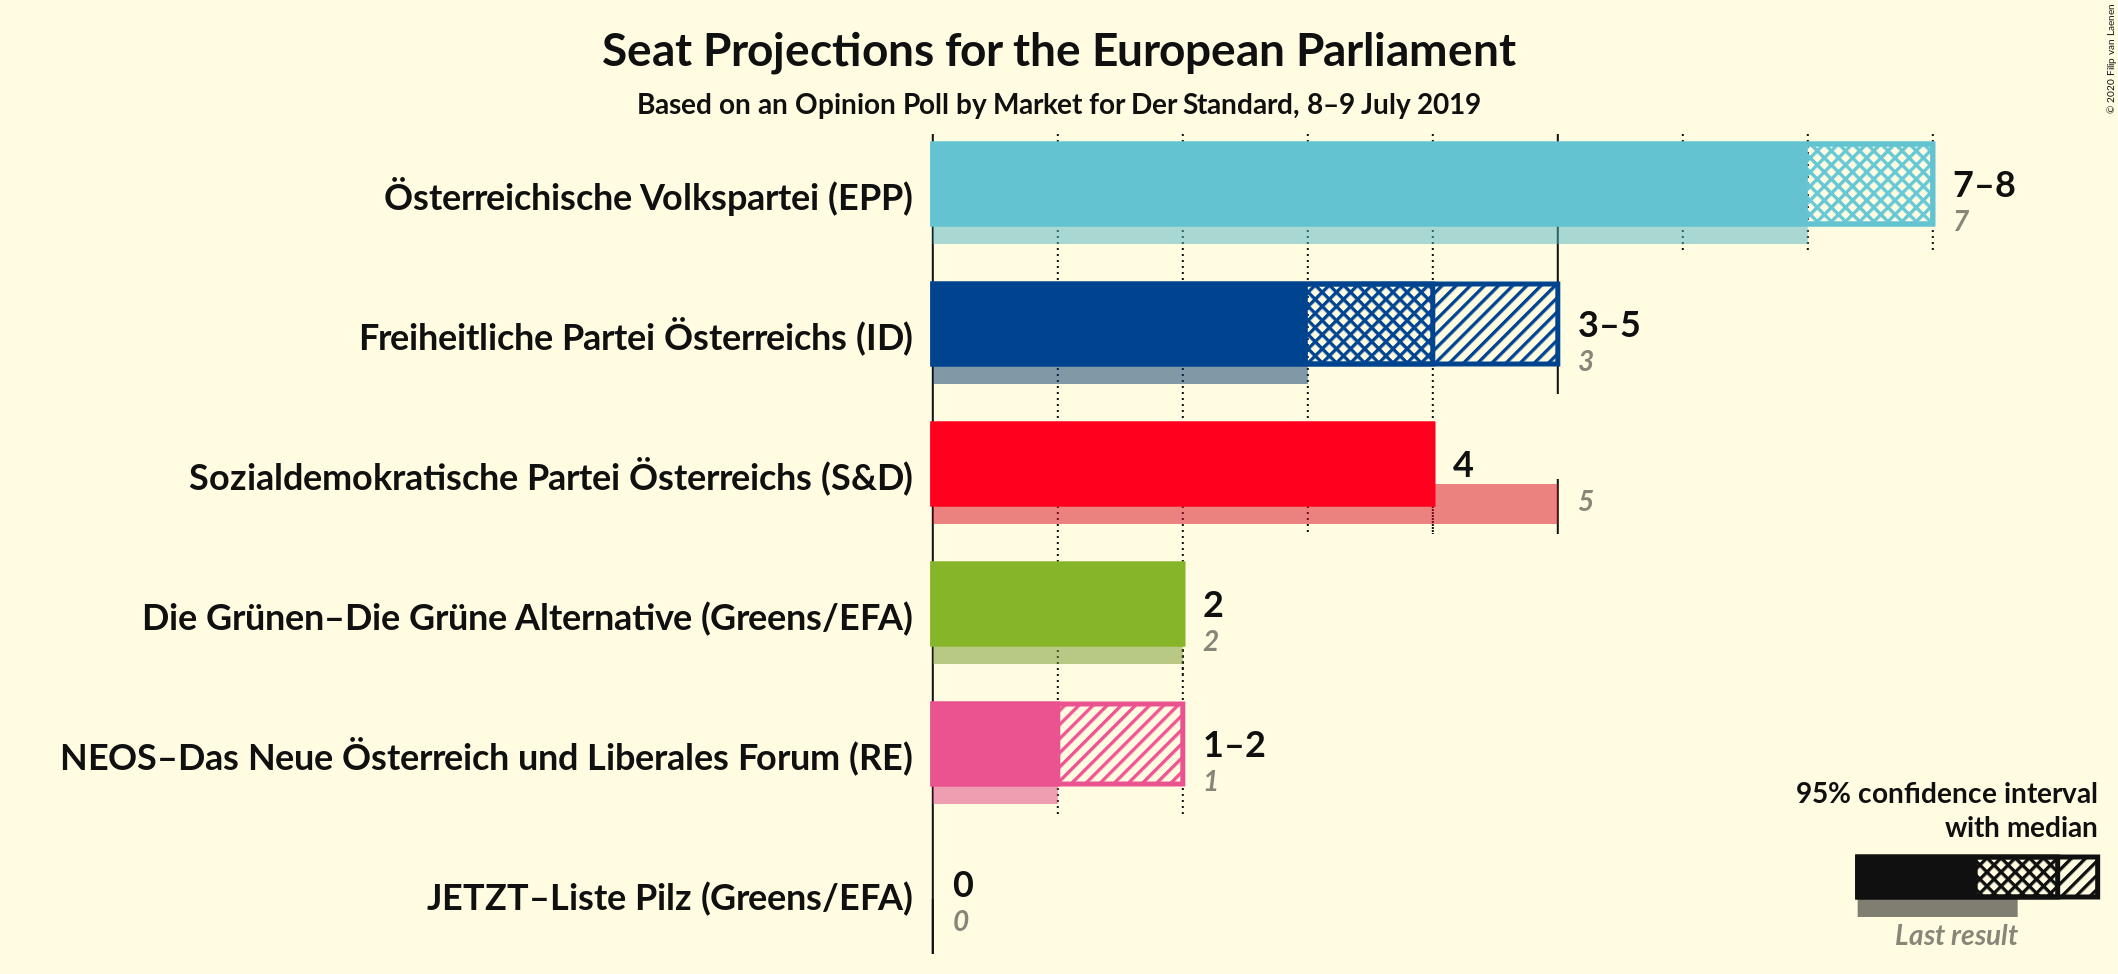 Seat Projections for the European Parliament
Based on an Opinion Poll by Market for Der Standard, 8–9 July 2019
© 2020 Filip van Laenen
Österreichische Volkspartei (EPP)
7–8
7
Freiheitliche Partei Österreichs (ID)
3–5
3
Sozialdemokratische Partei Österreichs (S&D)
4
5
Die Grünen–Die Grüne Alternative (Greens/EFA)
2
2
NEOS–Das Neue Österreich und Liberales Forum (RE)
1–2
1
JETZT–Liste Pilz (Greens/EFA)
0
0
95% confidence interval
with median
Last result